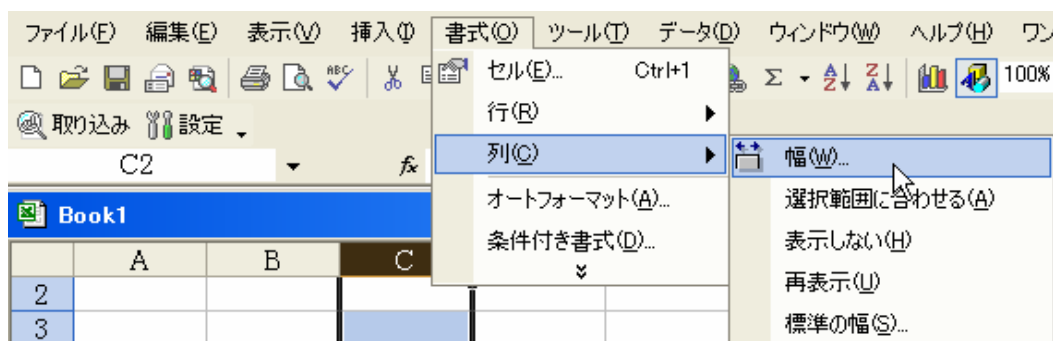 ファイル(F) 編集(E) 表示(V) 挿入(I) 書式(O) ツール(T) データ(D) ウィンドウ(W) ヘルプ(H) ワン
ABC Σ A Z Z A 100%
セル(E)... Ctrl+1
行(R)
列(C)
オートフォーマット(A)...
条件付き書式(D)...
取り込み 設定
C2 fx
幅(W)...
選択範囲に合わせる(A)
表示しない(H)
再表示(U)
標準の幅(S)...
Book1
A B C
2
3